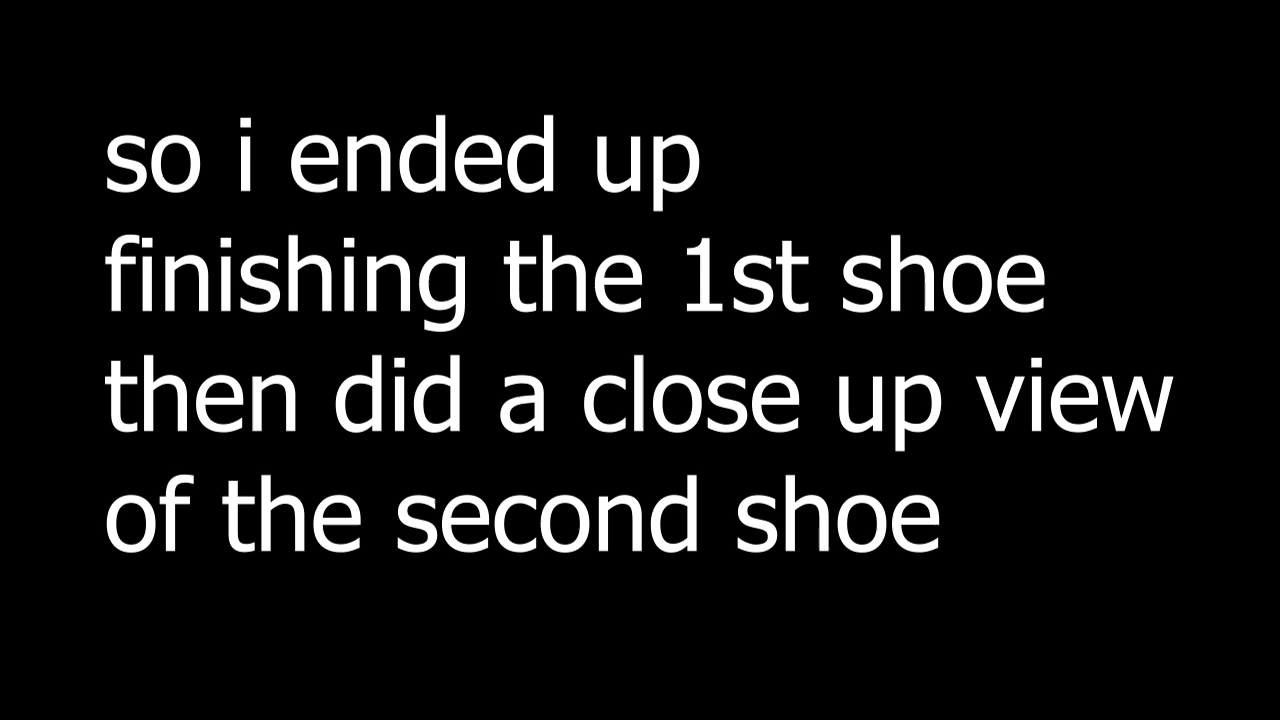 so i ended up
finishing the 1st shoe
then did a close up view
of the second shoe